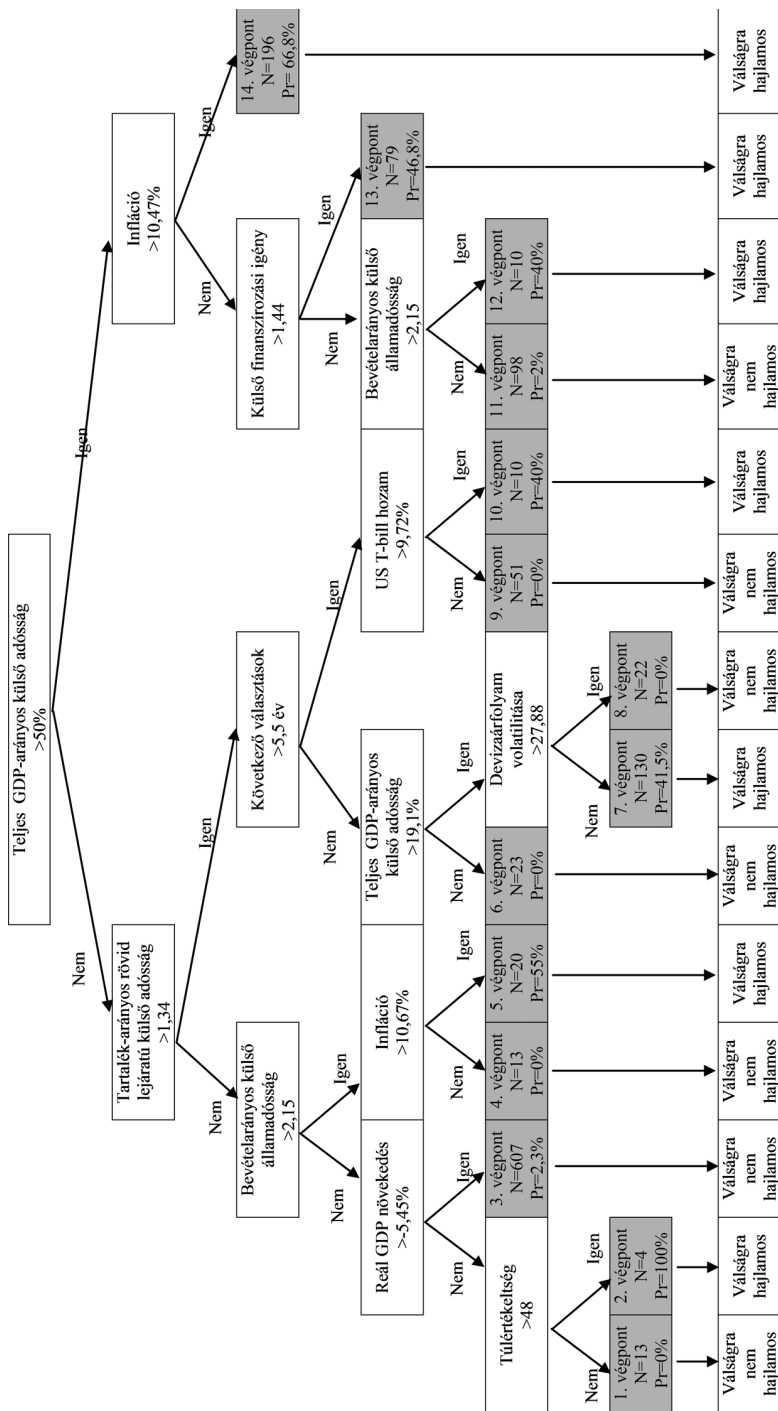 Teljes GDP-arányos külső adósság
>50%
Nem
Igen
Tartalék-arányos rövid
lejáratú külső adósság
>1,34
Infláció
>10,47%
Nem
Igen
Nem
Igen
Bevételarányos külső
államadósság
>2,15
Következő választások
>5,5 év
Külső finanszírozási igény
>1,44
14. végpont
N=196
Pr= 66,8%
Nem
Igen
Nem
Igen
Nem
Igen
Reál GDP növekedés
>-5,45%
Infláció
>10,67%
Teljes GDP-arányos
külső adósság
>19,1%
US T-bill hozam
>9,72%
Bevételarányos külső
államadósság
>2,15
13. végpont
N=79
Pr=46,8%
Nem
Igen
Nem
Igen
Nem
Igen
Nem
Igen
Nem
Igen
Túlértékeltség
>48
3. végpont
N=607
Pr=2,3%
4. végpont
N=13
Pr=0%
5. végpont
N=20
Pr=55%
6. végpont
N=23
Pr=0%
Devizaárfolyam
volatilitása
>27,88
9. végpont
N=51
Pr=0%
10. végpont
N=10
Pr=40%
11. végpont
N=98
Pr=2%
12. végpont
N=10
Pr=40%
Nem
Igen
Nem
Igen
1. végpont
N=13
Pr=0%
2. végpont
N=4
Pr=100%
7. végpont
N=130
Pr=41,5%
8. végpont
N=22
Pr=0%
Válságra
nem
hajlamos
Válságra
hajlamos
Válságra
nem
hajlamos
Válságra
nem
hajlamos
Válságra
hajlamos
Válságra
nem
hajlamos
Válságra
hajlamos
Válságra
nem
hajlamos
Válságra
nem
hajlamos
Válságra
hajlamos
Válságra
nem
hajlamos
Válságra
hajlamos
Válságra
hajlamos
Válságra
hajlamos